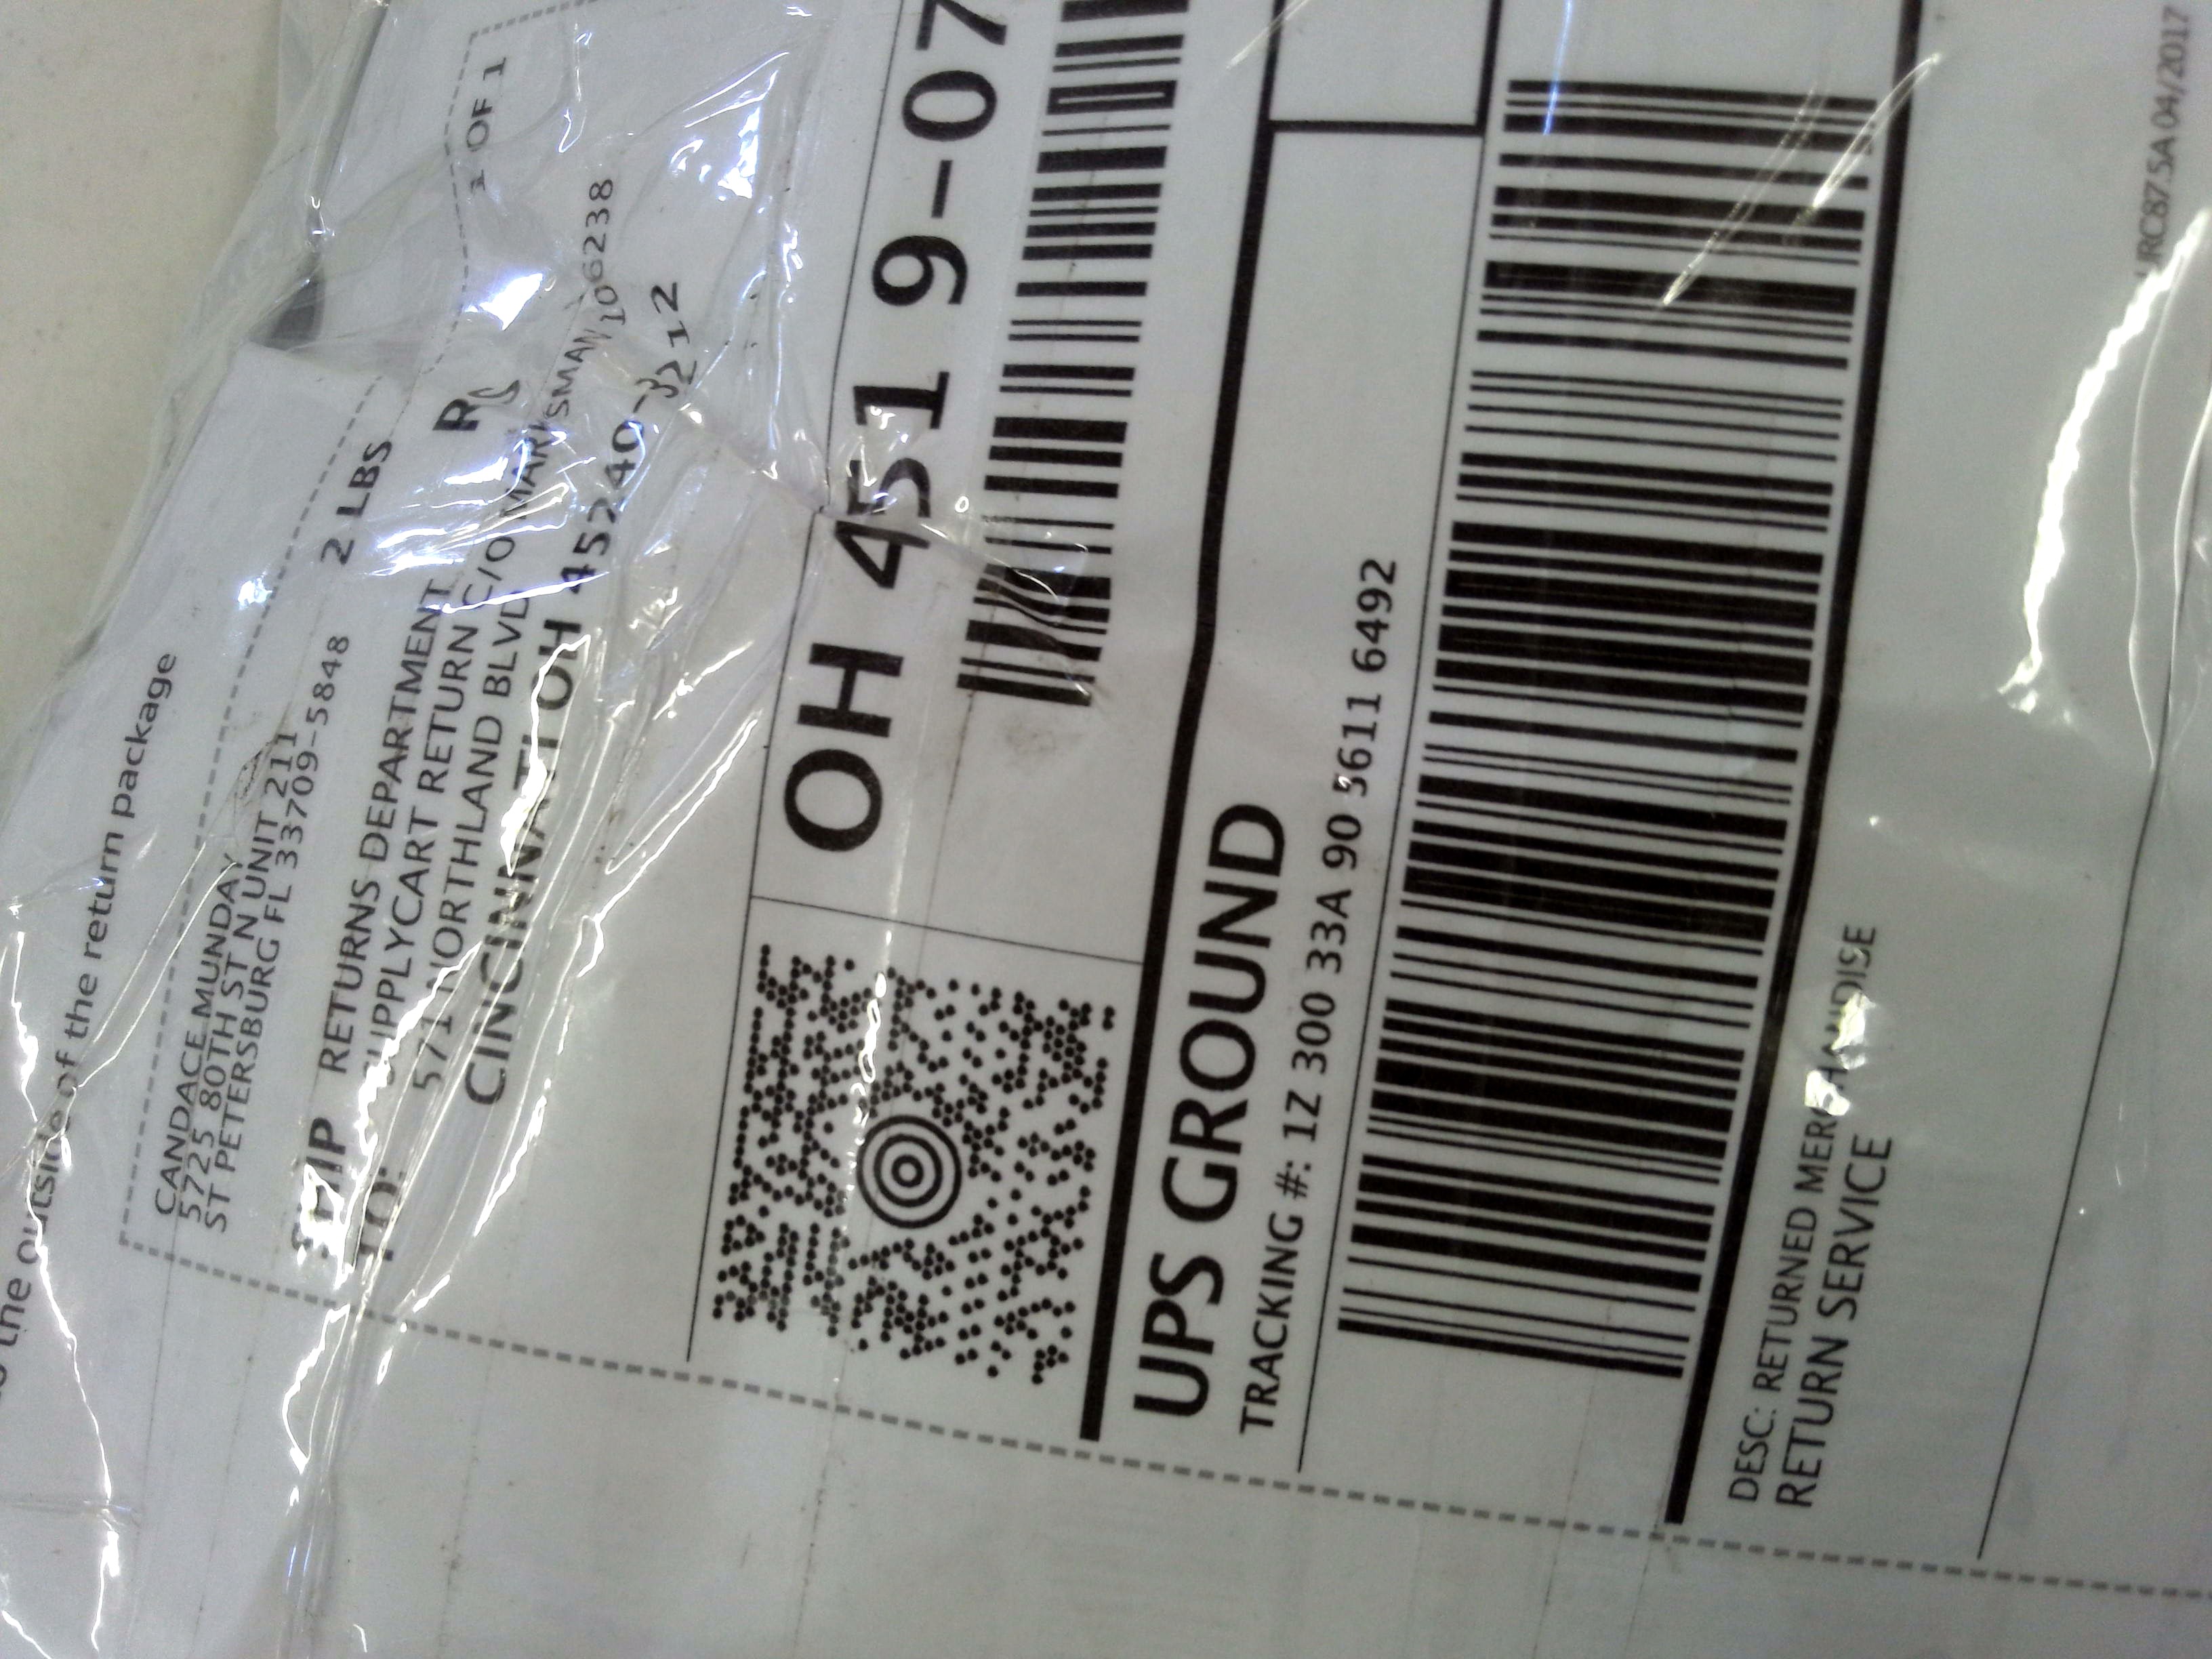 the outside of the return package
CANDACE MUNDAY
5725 80TH ST N UNIT 211
ST PETERSBURG FL 33709-5848
2 LBS
1 OF 1
SHIP TO:
RETURNS DEPARTMENT
SUPPLYCART RETURN C/O MARKSMAN 106238
571 NORTHLAND BLVD
CINCINNATI OH 45240-3212
OH 451 9-07
UPS GROUND
TRACKING #: 1Z 300 33A 90 3611 6492
DESC: RETURNED MERCHANDISE
RETURN SERVICE
04/2017